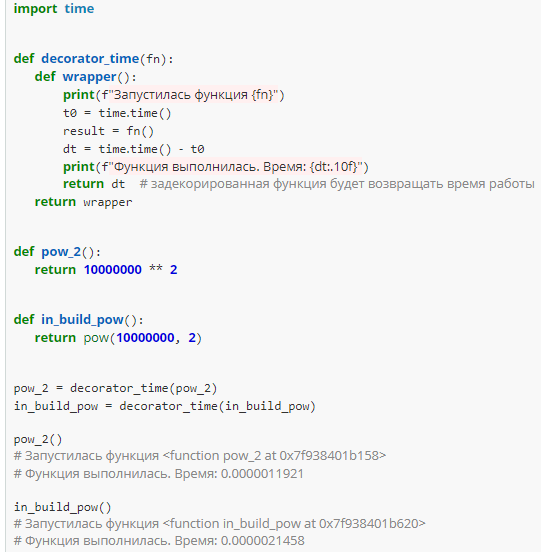 import time
def decorator_time(fn):
    def wrapper():
        print(f"Запустилась функция {fn}")
        t0 = time.time()
        result = fn()
        dt = time.time() - t0
        print(f"Функция выполнилась. Время: {dt:.10f}")
        return dt  # задекорированная функция будет возвращать время работы
    return wrapper
def pow_2():
    return 10000000 ** 2
def in_build_pow():
    return pow(10000000, 2)
pow_2 = decorator_time(pow_2)
in_build_pow = decorator_time(in_build_pow)
pow_2()
# Запустилась функция <function pow_2 at 0x7f938401b158>
# Функция выполнилась. Время: 0.0000011921
in_build_pow()
# Запустилась функция <function in_build_pow at 0x7f938401b620>
# Функция выполнилась. Время: 0.0000021458